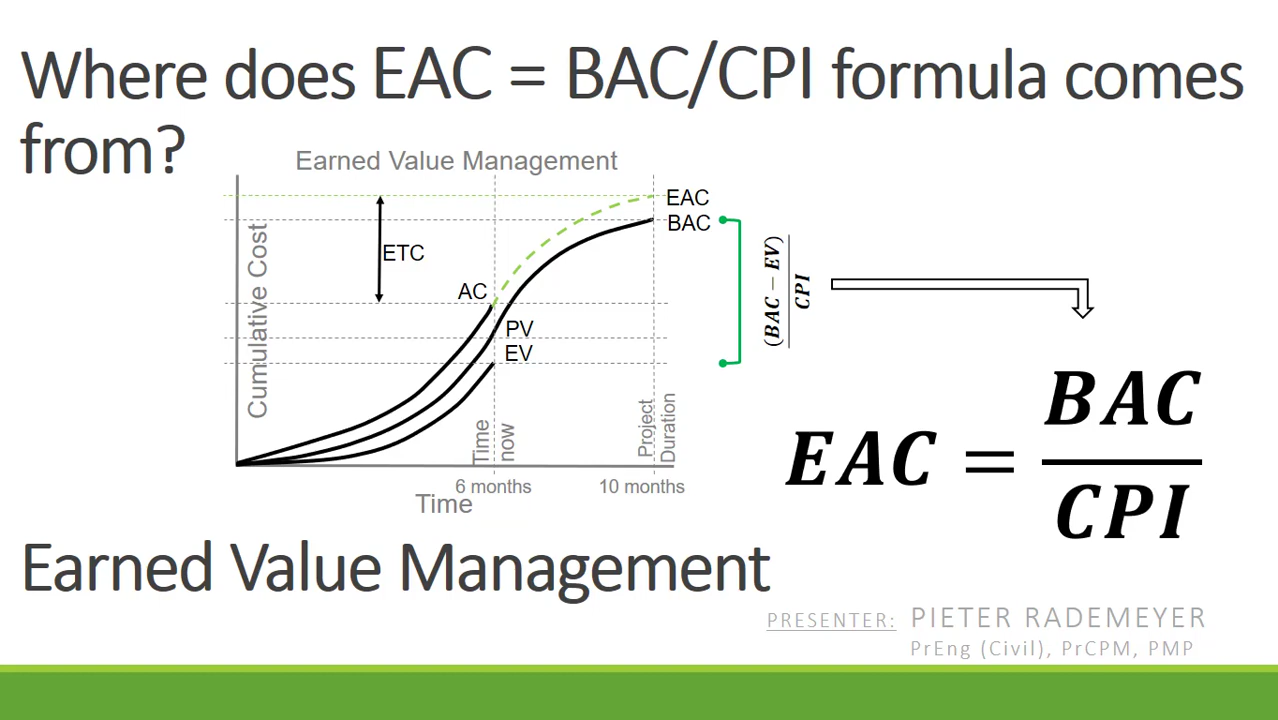 Where does EAC = BAC/CPI formula comes
from?
Earned Value Management
EAC
BAC
ETC
AC
PV
EV
Cumulative Cost
Time
now
Project
Duration
6 months
10 months
Time
(BAC − EV)
CPI
EAC = BAC
CPI
Earned Value Management
PRESENTER: PIETER RADEMEYER
PrEng (Civil), PrCPM, PMP